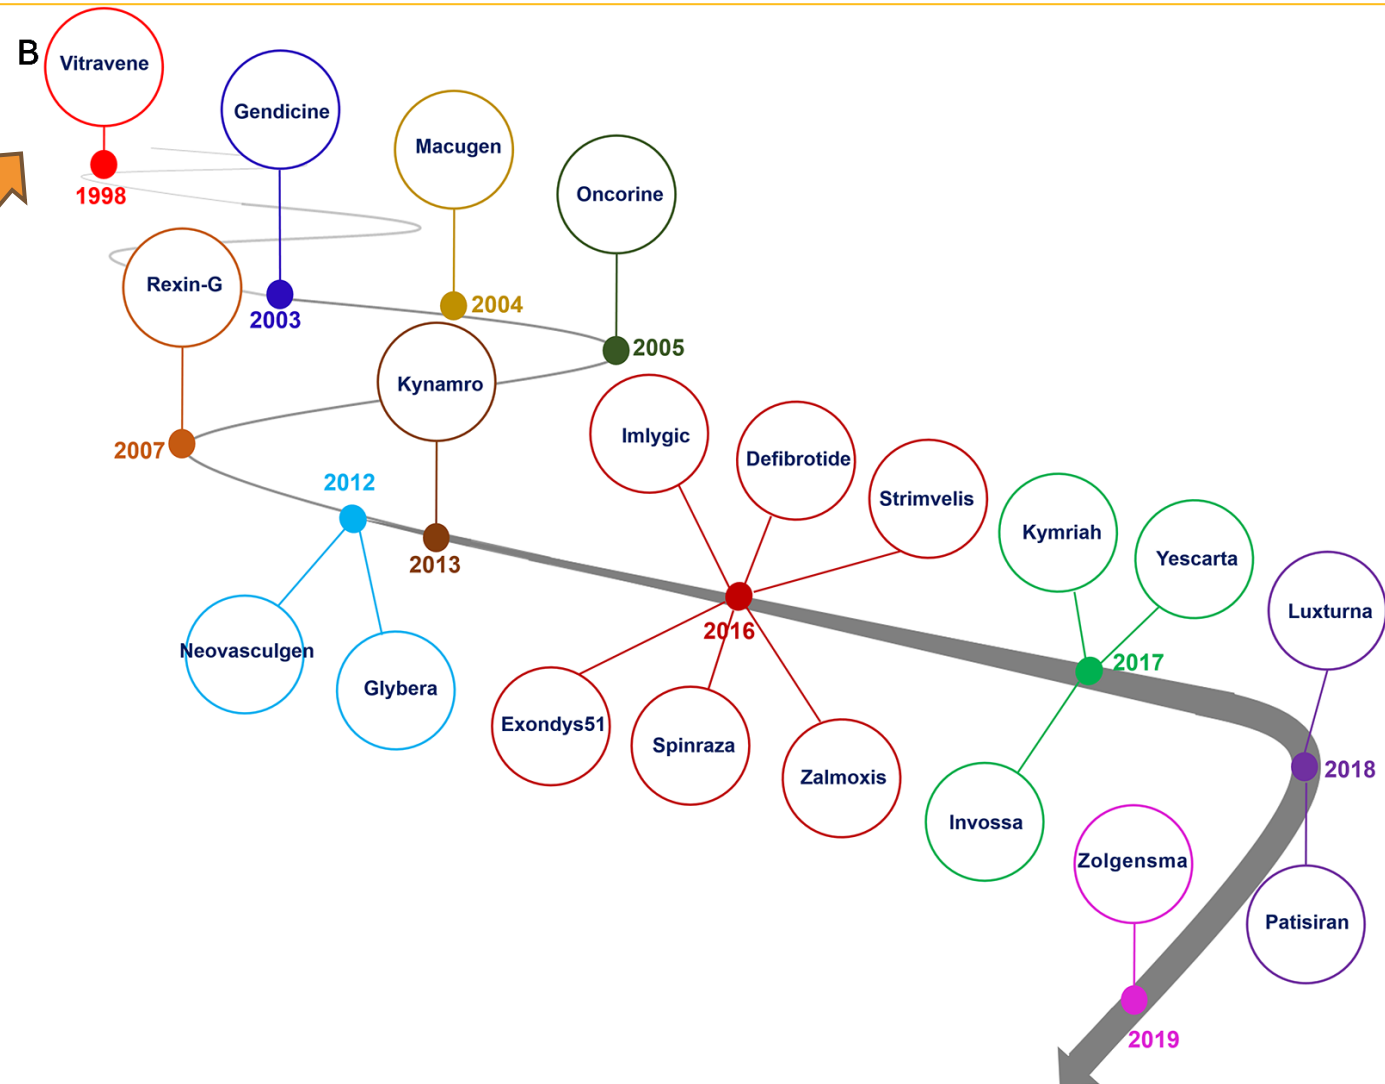 B
Vitravene
1998
Gendicine
2003
Macugen
2004
Oncorine
2005
Rexin-G
2007
Kynamro
2013
2012
Neovasculgen
Glybera
Imlygic
Defibrotide
Strimvelis
2016
Exondys51
Spinraza
Zalmoxis
Kymriah
Yescarta
2017
Invossa
Luxturna
2018
Patisiran
Zolgensma
2019